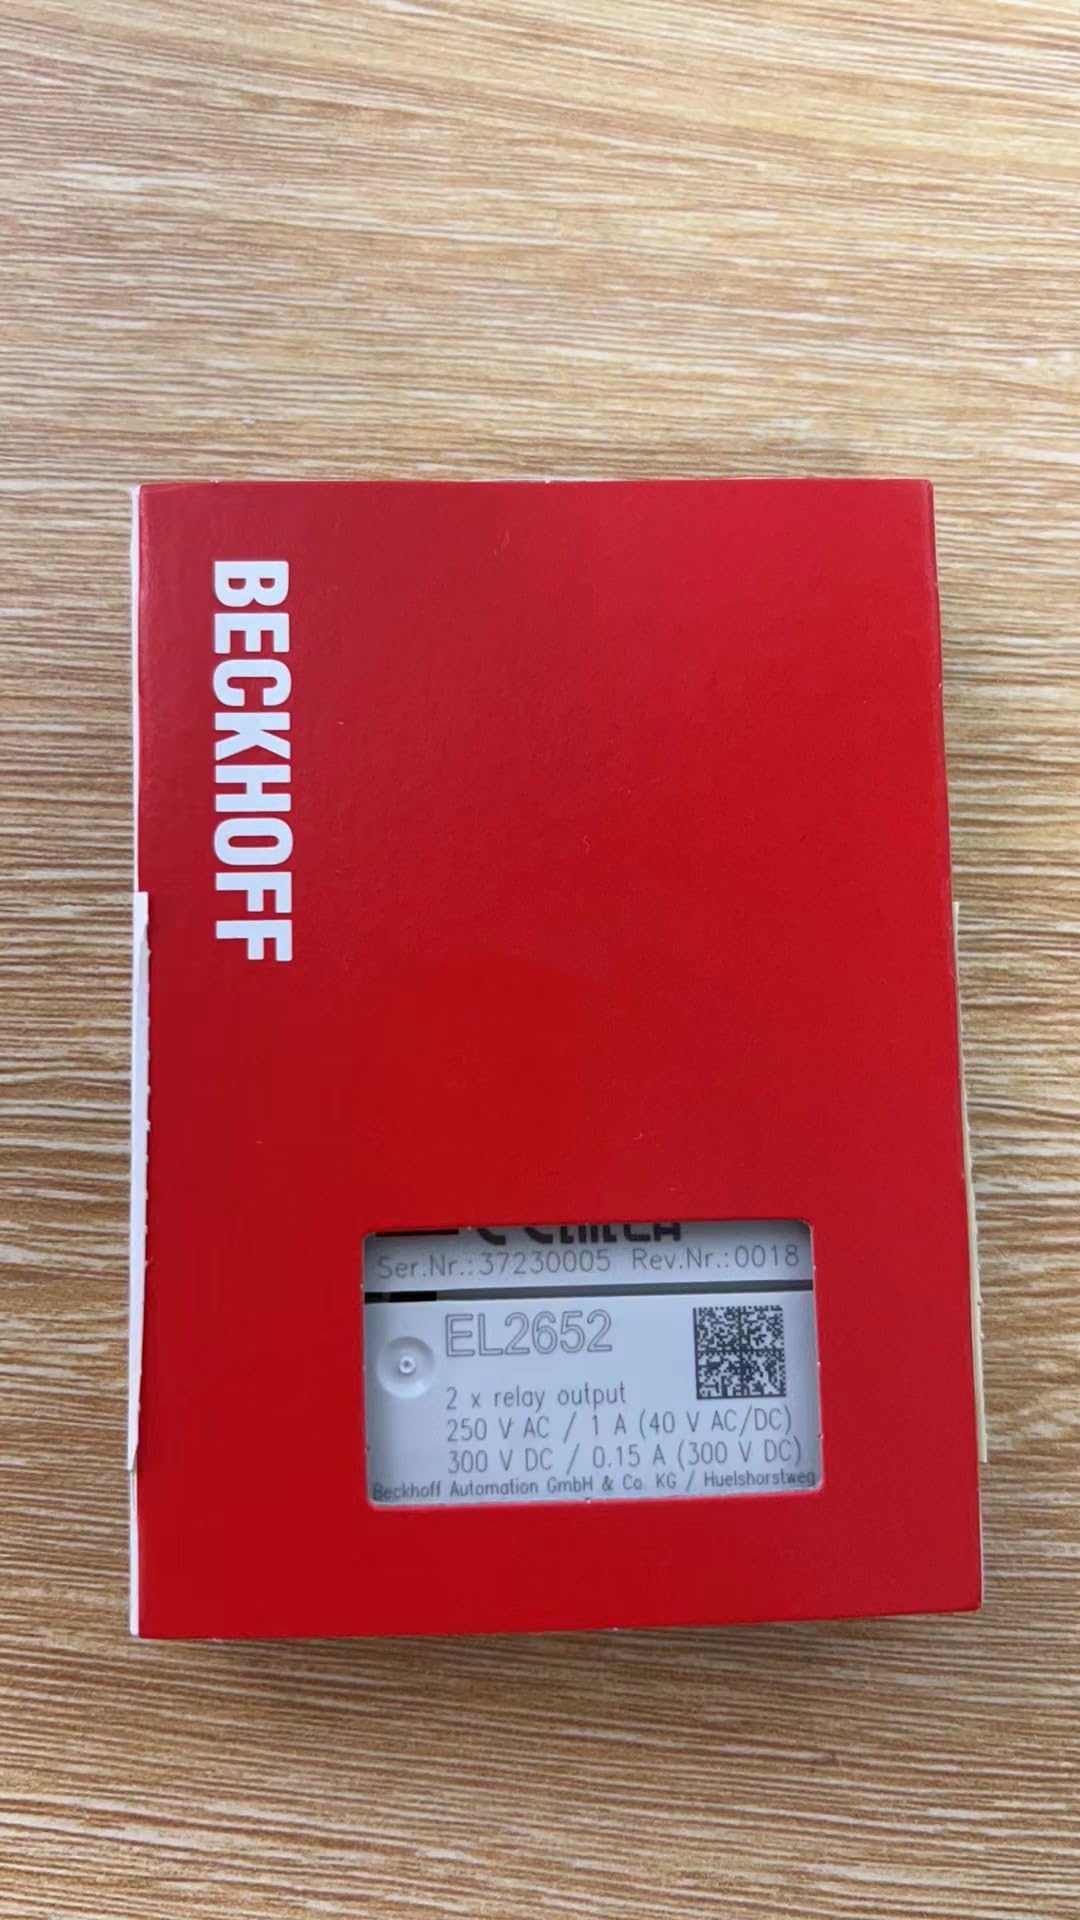 BECKHOFF
Ser.Nr.:37230005 Rev.Nr.:0018
EL2652
2 x relay output
250 V AC / 1 A (40 V AC/DC)
300 V DC / 0.15 A (300 V DC)
Beckhoff Automation GmbH & Co. KG / Huelshorstweg